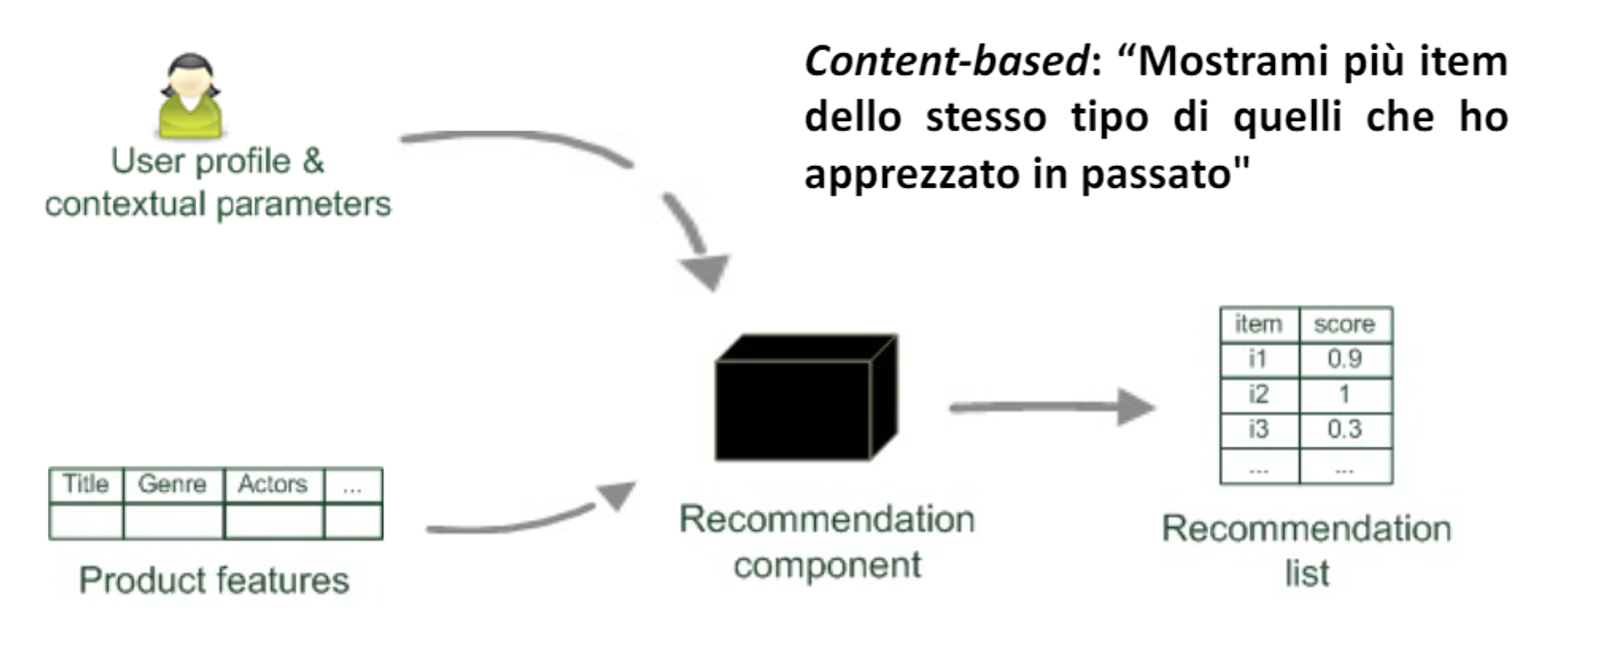 Content-based: “Mostrami più item
dello stesso tipo di quelli che ho
apprezzato in passato"
User profile &
contextual parameters
Title Genre Actors ...
Product features
Recommendation
component
item score
i1 0.9
i2 1
i3 0.3
... ...
Recommendation
list